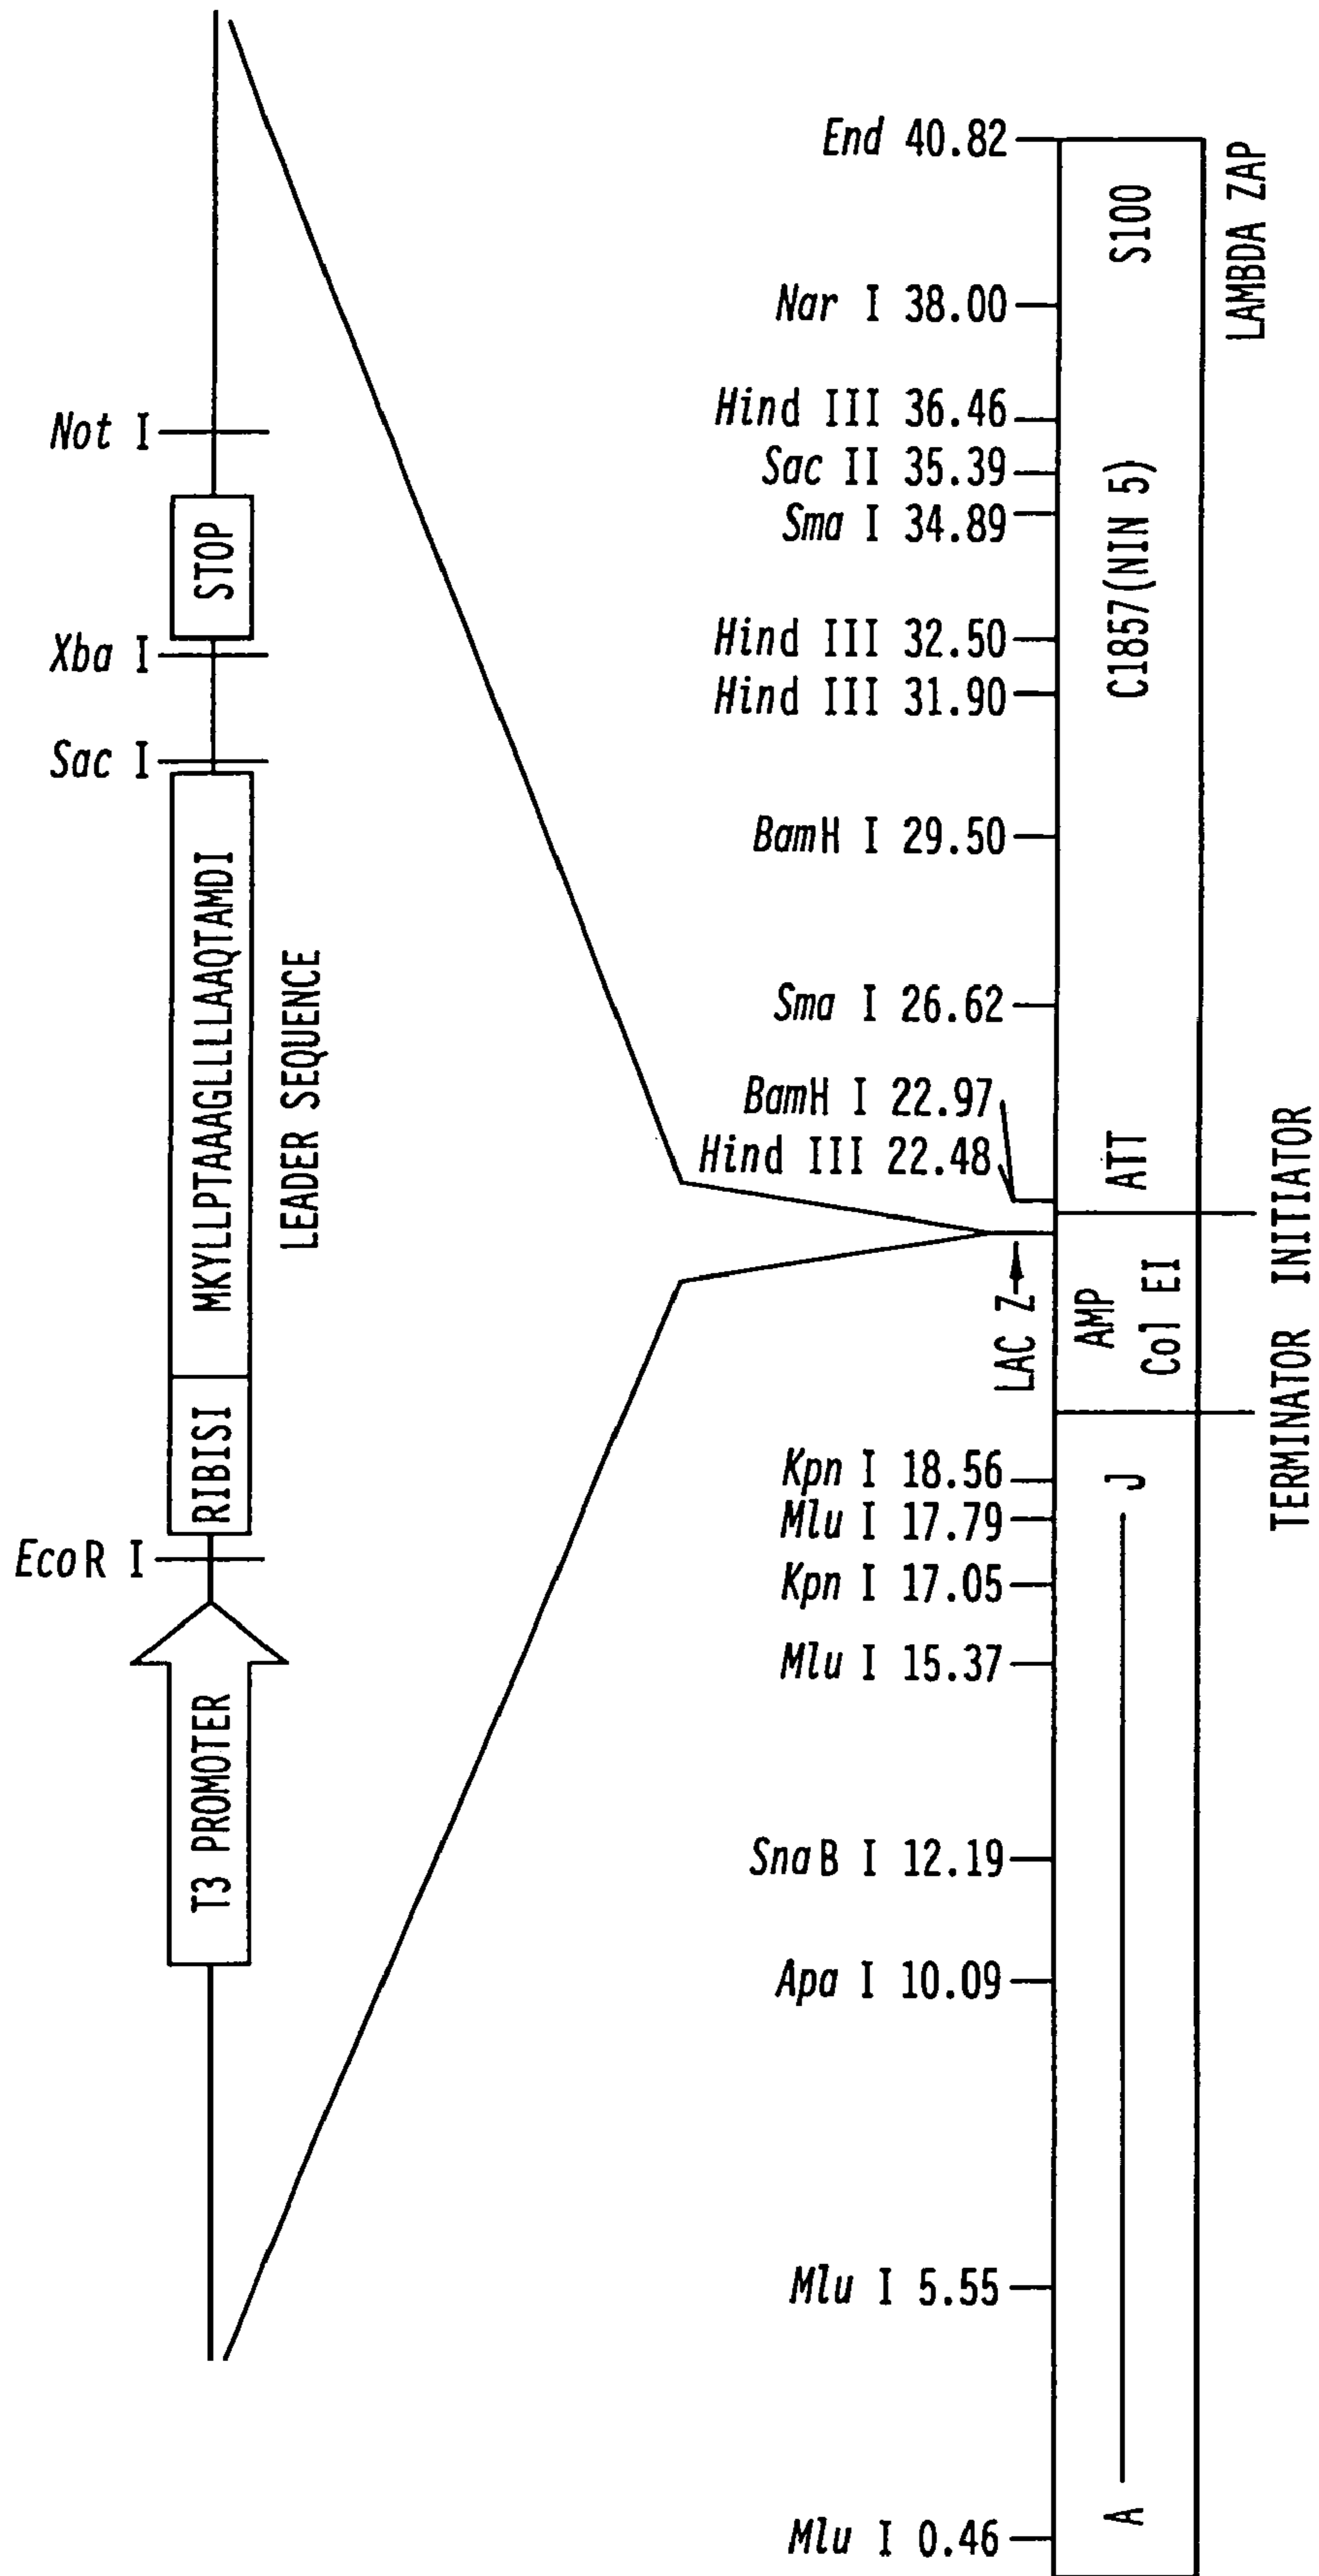 Not I
STOP
Xba I
Sac I
MKYLLPTAAAGLLLLAAQTAMDI
LEADER SEQUENCE
RIBISI
EcoR I
T3 PROMOTER
End 40.82
Nar I 38.00
Hind III 36.46
Sac II 35.39
Sma I 34.89
Hind III 32.50
Hind III 31.90
BamH I 29.50
Sma I 26.62
BamH I 22.97
Hind III 22.48
LAC Z
Kpn I 18.56
Mlu I 17.79
Kpn I 17.05
Mlu I 15.37
SnaB I 12.19
Apa I 10.09
Mlu I 5.55
Mlu I 0.46
S100
C1857(NIN 5)
ATT
AMP
Col EI
J
A
LAMBDA ZAP
INITIATOR
TERMINATOR